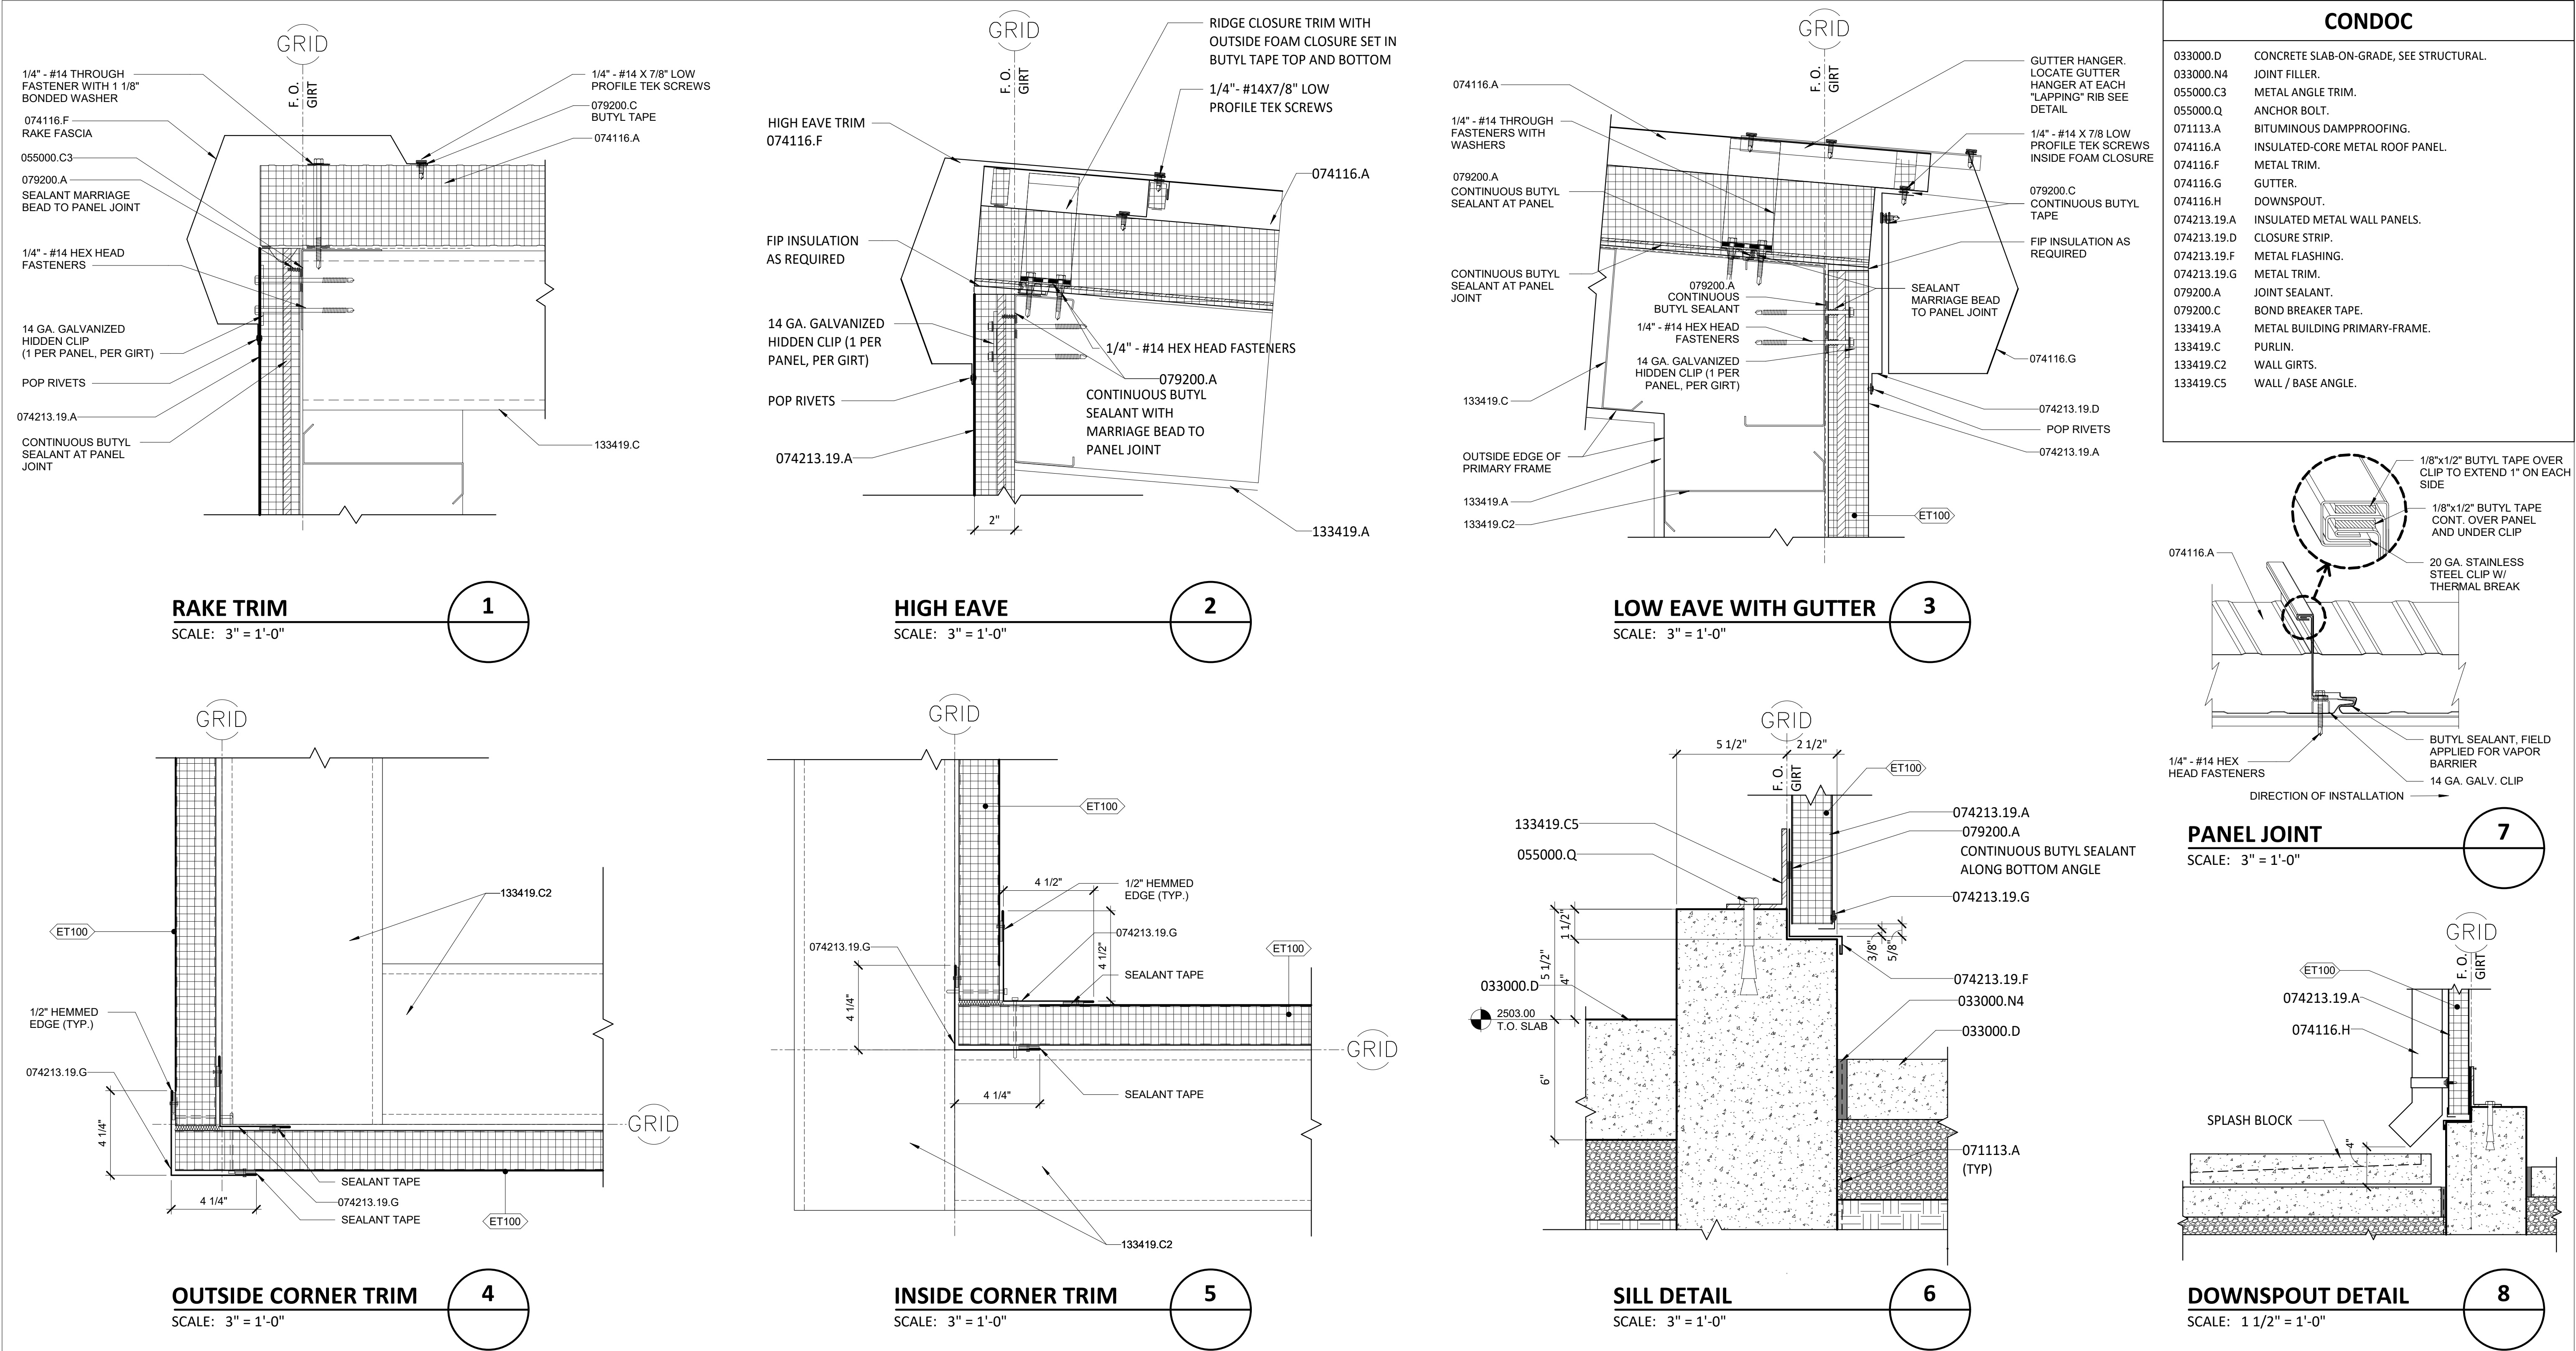 GRID
F. O.
GIRT
1/4" - #14 THROUGH
FASTENER WITH 1 1/8"
BONDED WASHER
074116.F
RAKE FASCIA
055000.C3
079200.A
SEALANT MARRIAGE
BEAD TO PANEL JOINT
1/4" - #14 HEX HEAD
FASTENERS
14 GA. GALVANIZED
HIDDEN CLIP
(1 PER PANEL, PER GIRT)
POP RIVETS
074213.19.A
CONTINUOUS BUTYL
SEALANT AT PANEL
JOINT
1/4" - #14 X 7/8" LOW
PROFILE TEK SCREWS
079200.C
BUTYL TAPE
074116.A
133419.C
RAKE TRIM
1
SCALE: 3" = 1'-0"
GRID
F. O.
GIRT
RIDGE CLOSURE TRIM WITH
OUTSIDE FOAM CLOSURE SET IN
BUTYL TAPE TOP AND BOTTOM
1/4"- #14X7/8" LOW
PROFILE TEK SCREWS
HIGH EAVE TRIM
074116.F
074116.A
FIP INSULATION
AS REQUIRED
14 GA. GALVANIZED
HIDDEN CLIP (1 PER
PANEL, PER GIRT)
1/4" - #14 HEX HEAD FASTENERS
079200.A
CONTINUOUS BUTYL
SEALANT WITH
MARRIAGE BEAD TO
PANEL JOINT
POP RIVETS
074213.19.A
2"
133419.A
HIGH EAVE
2
SCALE: 3" = 1'-0"
GRID
F. O.
GIRT
074116.A
1/4" - #14 THROUGH
FASTENERS WITH
WASHERS
079200.A
CONTINUOUS BUTYL
SEALANT AT PANEL
CONTINUOUS BUTYL
SEALANT AT PANEL
JOINT
079200.A
CONTINUOUS
BUTYL SEALANT
1/4" - #14 HEX HEAD
FASTENERS
14 GA. GALVANIZED
HIDDEN CLIP (1 PER
PANEL, PER GIRT)
SEALANT
MARRIAGE BEAD
TO PANEL JOINT
133419.C
OUTSIDE EDGE OF
PRIMARY FRAME
133419.A
133419.C2
GUTTER HANGER.
LOCATE GUTTER
HANGER AT EACH
"LAPPING" RIB SEE
DETAIL
1/4" - #14 X 7/8 LOW
PROFILE TEK SCREWS
INSIDE FOAM CLOSURE
079200.C
CONTINUOUS BUTYL
TAPE
FIP INSULATION AS
REQUIRED
074116.G
074213.19.D
POP RIVETS
074213.19.A
ET100
LOW EAVE WITH GUTTER
3
SCALE: 3" = 1'-0"
CONDOC
033000.D CONCRETE SLAB-ON-GRADE, SEE STRUCTURAL.
033000.N4 JOINT FILLER.
055000.C3 METAL ANGLE TRIM.
055000.Q ANCHOR BOLT.
071113.A BITUMINOUS DAMPPROOFING.
074116.A INSULATED-CORE METAL ROOF PANEL.
074116.F METAL TRIM.
074116.G GUTTER.
074116.H DOWNSPOUT.
074213.19.A INSULATED METAL WALL PANELS.
074213.19.D CLOSURE STRIP.
074213.19.F METAL FLASHING.
074213.19.G METAL TRIM.
079200.A JOINT SEALANT.
079200.C BOND BREAKER TAPE.
133419.A METAL BUILDING PRIMARY-FRAME.
133419.C PURLIN.
133419.C2 WALL GIRTS.
133419.C5 WALL / BASE ANGLE.
1/8"x1/2" BUTYL TAPE OVER
CLIP TO EXTEND 1" ON EACH
SIDE
1/8"x1/2" BUTYL TAPE
CONT. OVER PANEL
AND UNDER CLIP
20 GA. STAINLESS
STEEL CLIP W/
THERMAL BREAK
074116.A
1/4" - #14 HEX
HEAD FASTENERS
BUTYL SEALANT, FIELD
APPLIED FOR VAPOR
BARRIER
14 GA. GALV. CLIP
DIRECTION OF INSTALLATION
PANEL JOINT
7
SCALE: 3" = 1'-0"
GRID
133419.C2
ET100
1/2" HEMMED
EDGE (TYP.)
074213.19.G
4 1/4"
4 1/4"
GRID
SEALANT TAPE
074213.19.G
SEALANT TAPE
ET100
OUTSIDE CORNER TRIM
4
SCALE: 3" = 1'-0"
GRID
ET100
4 1/2"
1/2" HEMMED
EDGE (TYP.)
074213.19.G
4 1/2"
074213.19.G
SEALANT TAPE
ET100
4 1/4"
GRID
4 1/4"
SEALANT TAPE
133419.C2
INSIDE CORNER TRIM
5
SCALE: 3" = 1'-0"
GRID
5 1/2"
2 1/2"
F. O.
GIRT
ET100
133419.C5
055000.Q
074213.19.A
079200.A
CONTINUOUS BUTYL SEALANT
ALONG BOTTOM ANGLE
074213.19.G
1 1/2"
5 1/2"
4"
3/8"
5/8"
033000.D
2503.00
T.O. SLAB
6"
074213.19.F
033000.N4
033000.D
071113.A
(TYP)
SILL DETAIL
6
SCALE: 3" = 1'-0"
GRID
F. O.
GIRT
ET100
074213.19.A
074116.H
SPLASH BLOCK
4"
DOWNSPOUT DETAIL
8
SCALE: 1 1/2" = 1'-0"